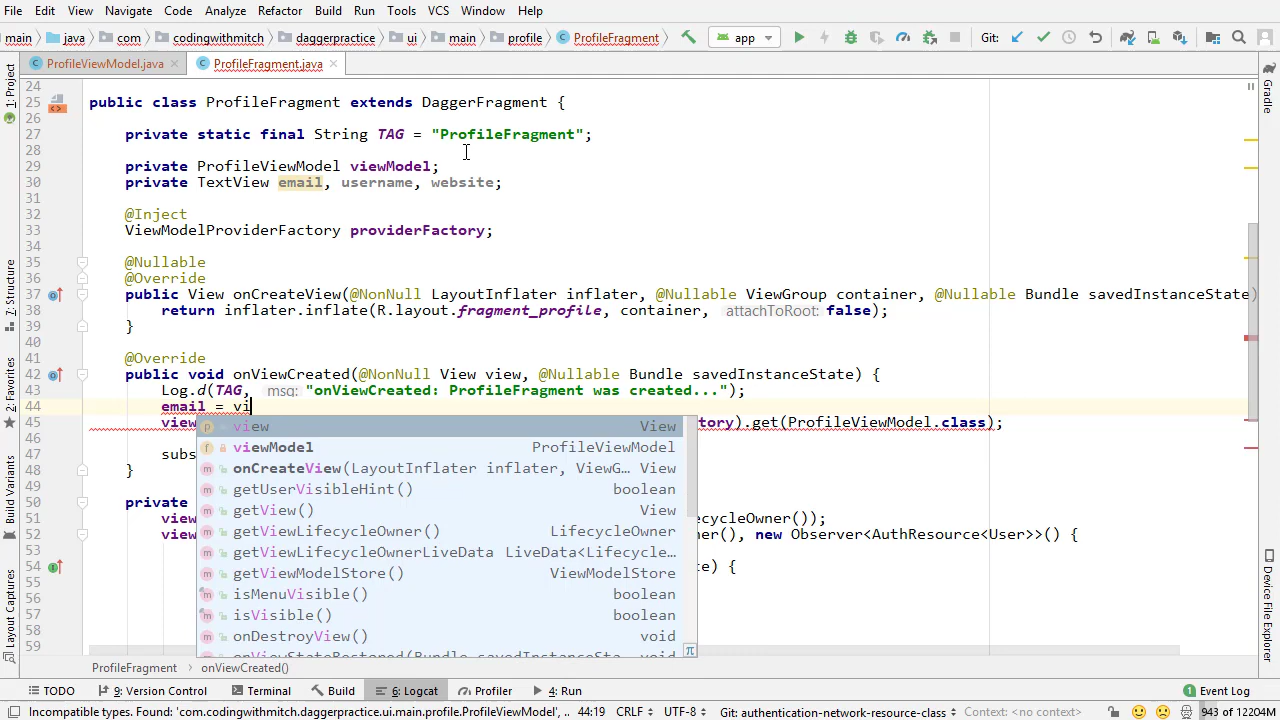 File Edit View Navigate Code Analyze Refactor Build Run Tools VCS Window Help
main java com codingwithmitch daggerpractice ui main profile ProfileFragment app Git:
ProfileViewModel.java ProfileFragment.java
24
25 public class ProfileFragment extends DaggerFragment {
26
27 private static final String TAG = "ProfileFragment";
28
29 private ProfileViewModel viewModel;
30 private TextView email, username, website;
31
32 @Inject
33 ViewModelProviderFactory providerFactory;
34
35 @Nullable
36 @Override
37 public View onCreateView(@NonNull LayoutInflater inflater, @Nullable ViewGroup container, @Nullable Bundle savedInstanceState)
38 return inflater.inflate(R.layout.fragment_profile, container, attachToRoot: false);
39 }
40
41 @Override
42 public void onViewCreated(@NonNull View view, @Nullable Bundle savedInstanceState) {
43 Log.d(TAG, msg: "onViewCreated: ProfileFragment was created...");
44 email = vi
45 view tory).get(ProfileViewModel.class);
46
47 subs
48 }
49
50 private
51 view ecycleOwner());
52 view ner(), new Observer<AuthResource<User>>() {
53
54 e) {
55
56
57
58
59
view View
viewModel ProfileViewModel
onCreateView(LayoutInflater inflater, ViewG… View
getUserVisibleHint() boolean
getView() View
getViewLifecycleOwner() LifecycleOwner
getViewLifecycleOwnerLiveData LiveData<Lifecycle…
getViewModelStore() ViewModelStore
isMenuVisible() boolean
isVisible() boolean
onDestroyView() void
onViewStateRestored(Bundle savedInstanceSta… void
1: Project
7: Structure
2: Favorites
Build Variants
Layout Captures
Gradle
Device File Explorer
ProfileFragment onViewCreated()
TODO 9: Version Control Terminal Build 6: Logcat Profiler 4: Run 1 Event Log
Incompatible types. Found: 'com.codingwithmitch.daggerpractice.ui.main.profile.ProfileViewModel', … 44:19 CRLF UTF-8 Git: authentication-network-resource-class Context: <no context> 943 of 12204M